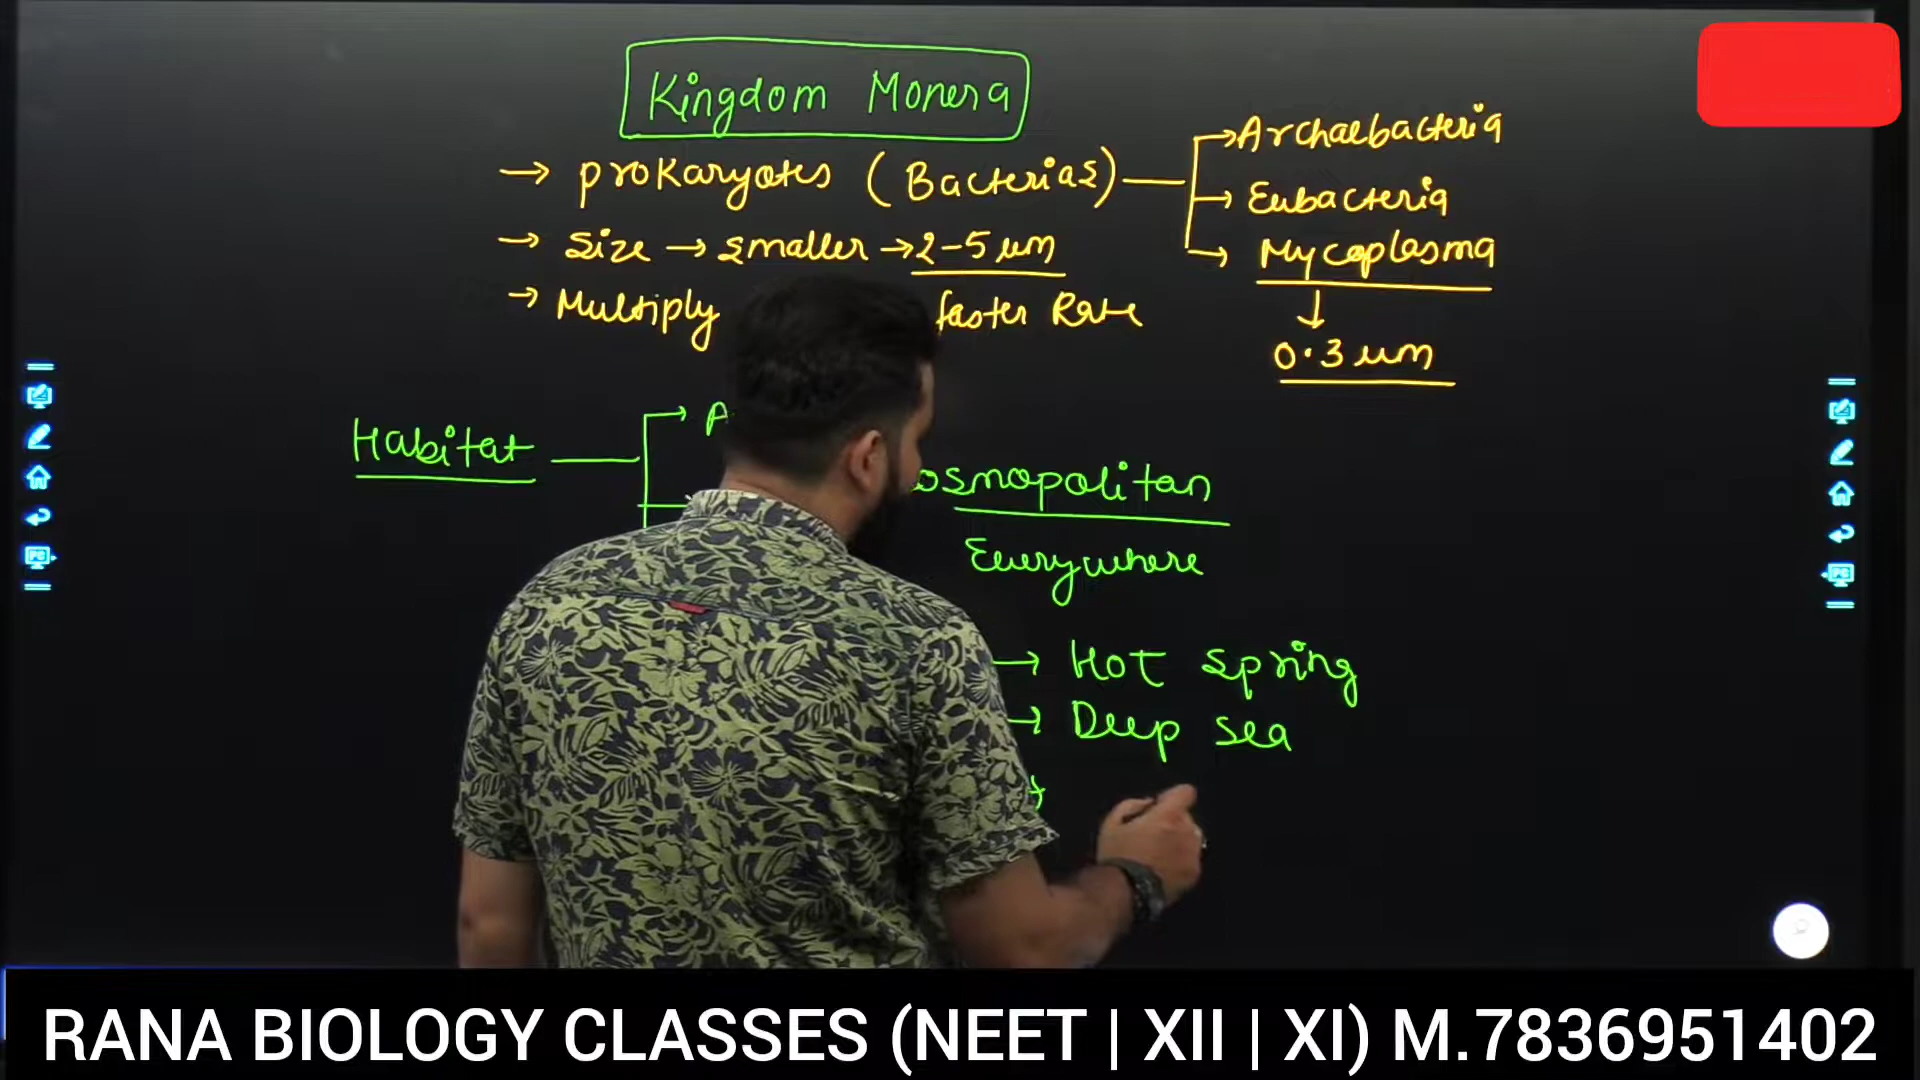 Kingdom Monera
→ Prokaryotes (Bacterias) → Archaebacteria
→ Eubacteria
→ Mycoplasma
↓
0.3 um
→ Size → smaller → 2-5 um
→ Multiply faster Rate
Habitat
osmopolitan
Everywhere
→ Hot spring
→ Deep sea
RANA BIOLOGY CLASSES (NEET | XII | XI) M.7836951402